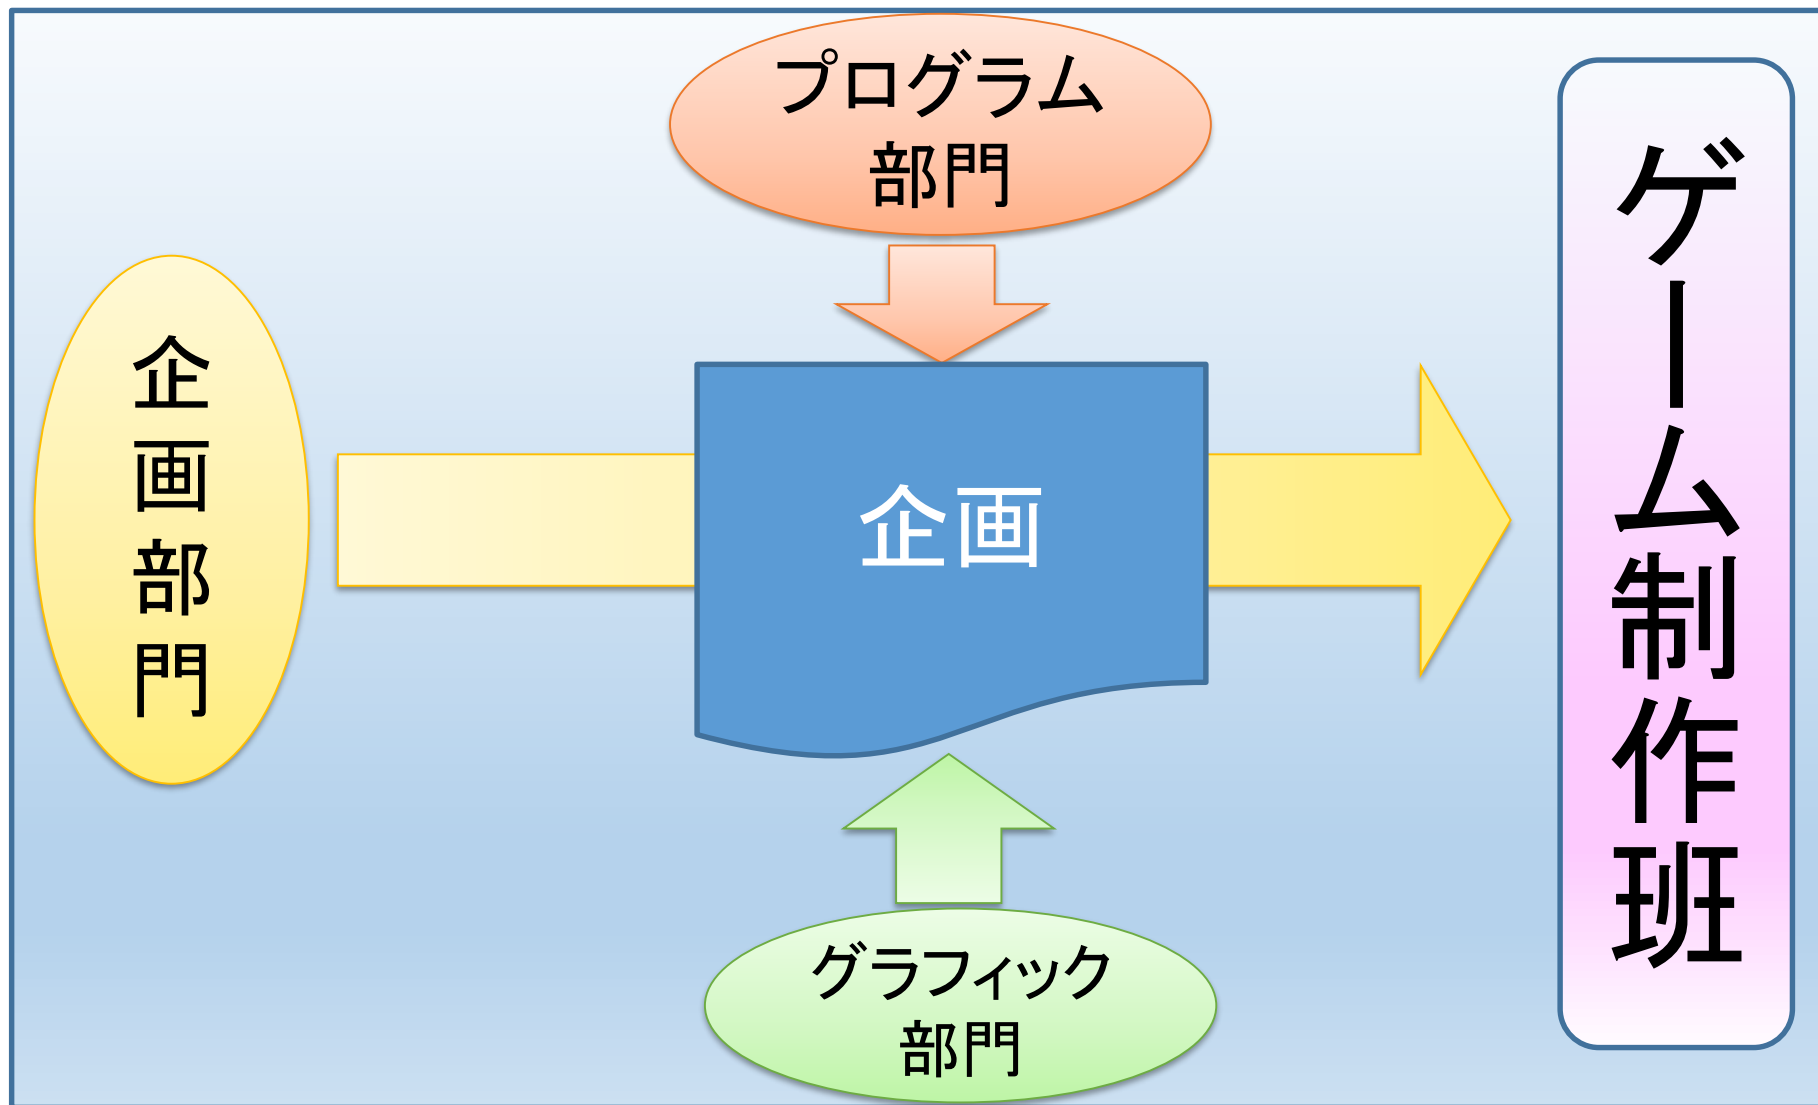 プログラム
部門
企画部門
企画
グラフィック
部門
ゲーム制作班